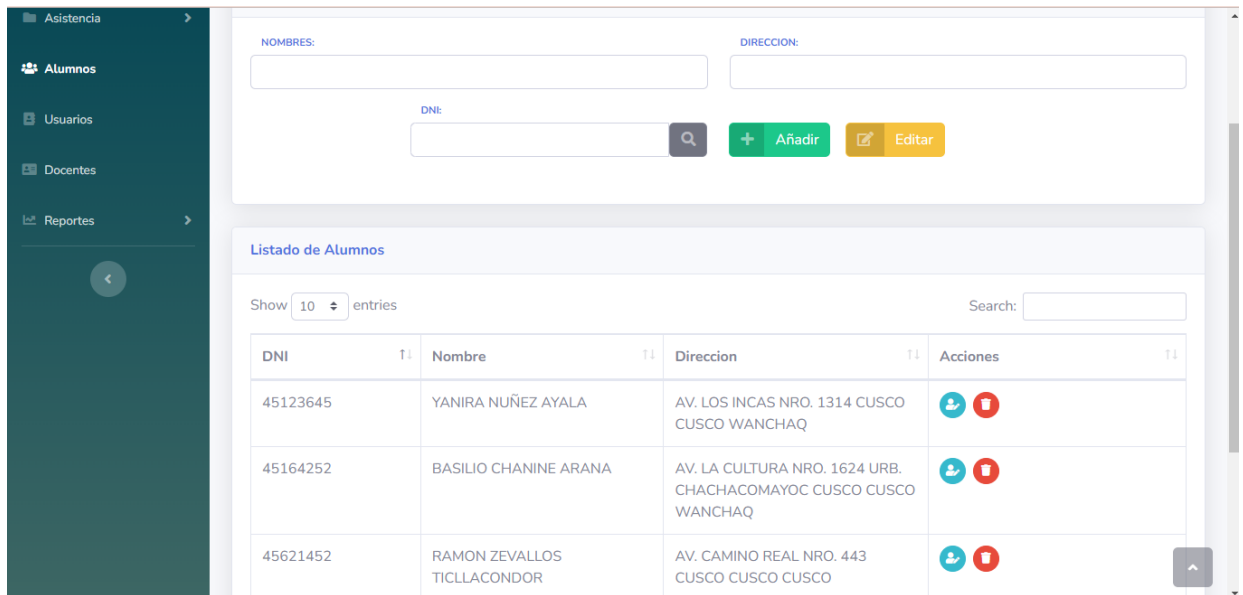 Asistencia
Alumnos
Usuarios
Docentes
Reportes
NOMBRES:
DIRECCION:
DNI:
Añadir
Editar
Listado de Alumnos
Show 10 entries
Search:
DNI Nombre Direccion Acciones
45123645 YANIRA NUÑEZ AYALA AV. LOS INCAS NRO. 1314 CUSCO
CUSCO WANCHAQ
45164252 BASILIO CHANINE ARANA AV. LA CULTURA NRO. 1624 URB.
CHACHACOMAYOC CUSCO CUSCO
WANCHAQ
45621452 RAMON ZEVALLOS AV. CAMINO REAL NRO. 443
TICLLACONDOR CUSCO CUSCO CUSCO